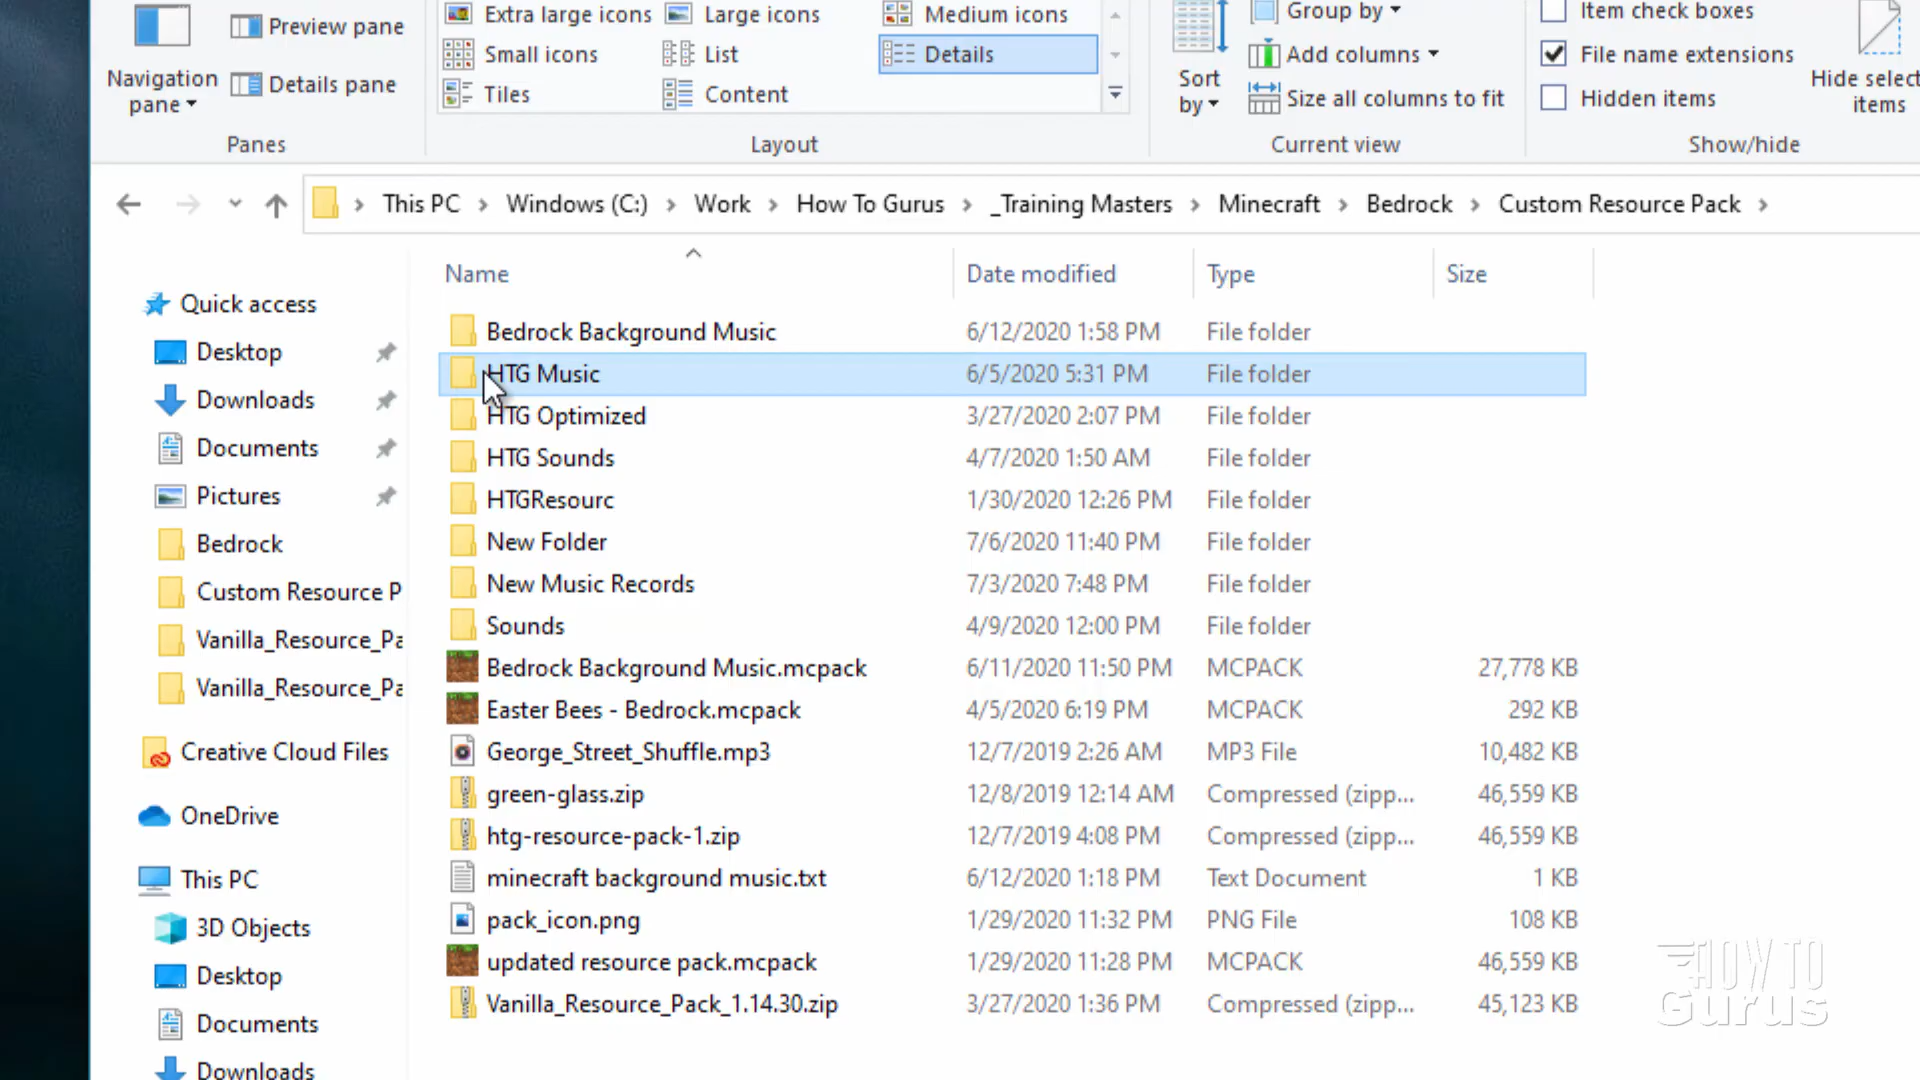 Navigation pane
Preview pane
Details pane
Panes
Extra large icons
Large icons
Medium icons
Small icons
List
Details
Tiles
Content
Layout
Sort by
Group by
Add columns
Size all columns to fit
Current view
Item check boxes
File name extensions
Hidden items
Hide select
items
Show/hide
This PC > Windows (C:) > Work > How To Gurus > _Training Masters > Minecraft > Bedrock > Custom Resource Pack >
Quick access
Desktop
Downloads
Documents
Pictures
Bedrock
Custom Resource P
Vanilla_Resource_Pa
Vanilla_Resource_Pa
Creative Cloud Files
OneDrive
This PC
3D Objects
Desktop
Documents
Downloads
Name Date modified Type Size
Bedrock Background Music 6/12/2020 1:58 PM File folder
HTG Music 6/5/2020 5:31 PM File folder
HTG Optimized 3/27/2020 2:07 PM File folder
HTG Sounds 4/7/2020 1:50 AM File folder
HTGResourc 1/30/2020 12:26 PM File folder
New Folder 7/6/2020 11:40 PM File folder
New Music Records 7/3/2020 7:48 PM File folder
Sounds 4/9/2020 12:00 PM File folder
Bedrock Background Music.mcpack 6/11/2020 11:50 PM MCPACK 27,778 KB
Easter Bees - Bedrock.mcpack 4/5/2020 6:19 PM MCPACK 292 KB
George_Street_Shuffle.mp3 12/7/2019 2:26 AM MP3 File 10,482 KB
green-glass.zip 12/8/2019 12:14 AM Compressed (zipp... 46,559 KB
htg-resource-pack-1.zip 12/7/2019 4:08 PM Compressed (zipp... 46,559 KB
minecraft background music.txt 6/12/2020 1:18 PM Text Document 1 KB
pack_icon.png 1/29/2020 11:32 PM PNG File 108 KB
updated resource pack.mcpack 1/29/2020 11:28 PM MCPACK 46,559 KB
Vanilla_Resource_Pack_1.14.30.zip 3/27/2020 1:36 PM Compressed (zipp... 45,123 KB
HOW TO
Gurus